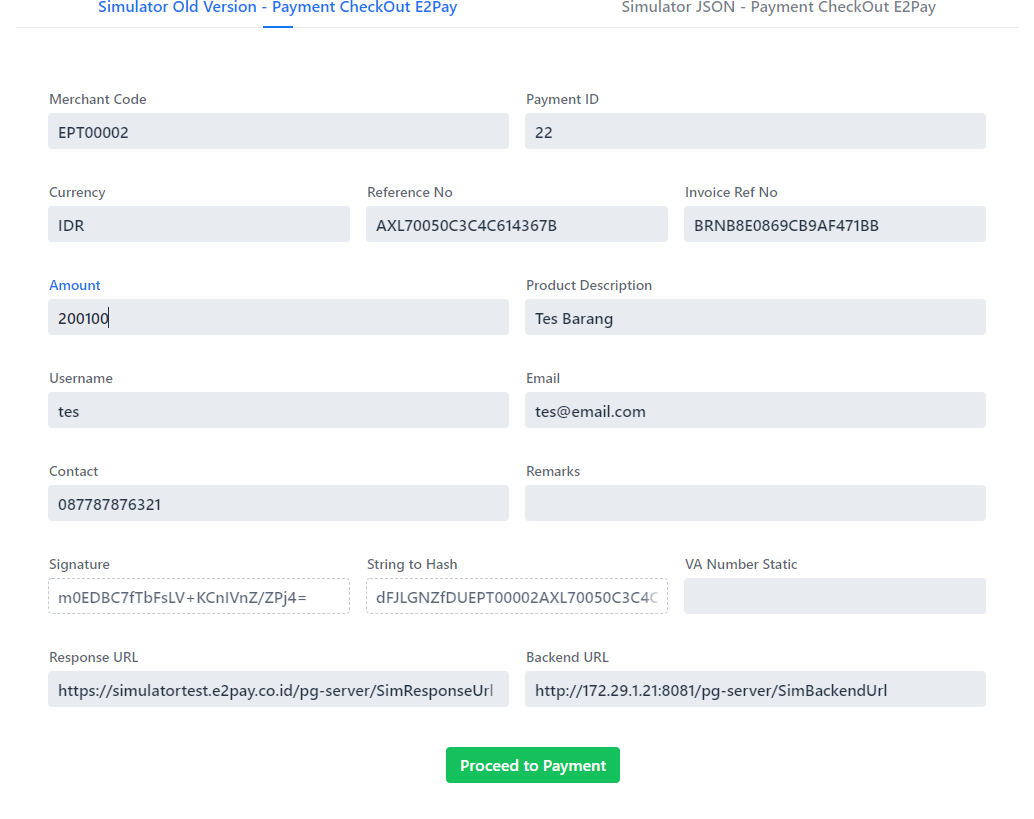 Simulator Old Version - Payment CheckOut E2Pay
Simulator JSON - Payment CheckOut E2Pay
Merchant Code
Payment ID
EPT00002
22
Currency
Reference No
Invoice Ref No
IDR
AXL70050C3C4C614367B
BRNB8E0869CB9AF471BB
Amount
Product Description
200100
Tes Barang
Username
Email
tes
tes@email.com
Contact
Remarks
087787876321
Signature
String to Hash
VA Number Static
m0EDBC7fTbFsLV+KCnIVnZ/ZPj4=
dFJLGNZfDUEPT00002AXL70050C3C4C
Response URL
Backend URL
https://simulatortest.e2pay.co.id/pg-server/SimResponseUrl
http://172.29.1.21:8081/pg-server/SimBackendUrl
Proceed to Payment